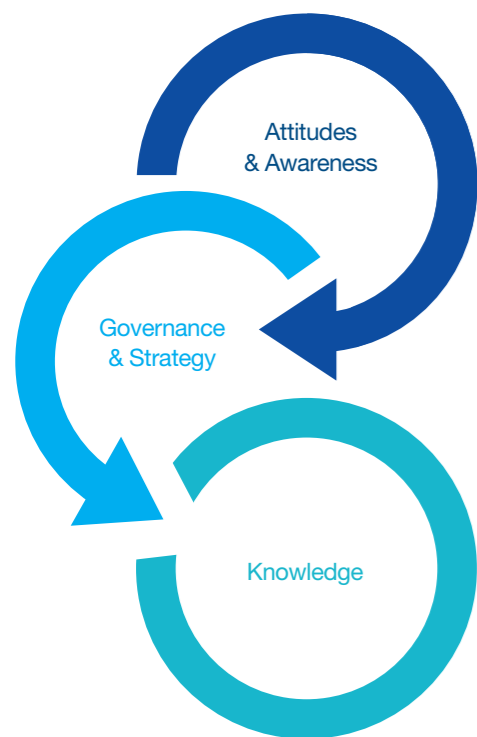 Attitudes
& Awareness
Governance
& Strategy
Knowledge